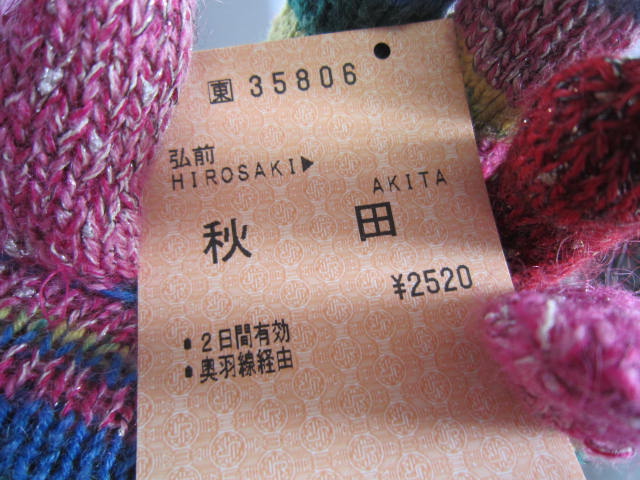 東 35806
弘前
HIROSAKI▶
AKITA
秋田
¥2520
・2日間有効
・奥羽線経由